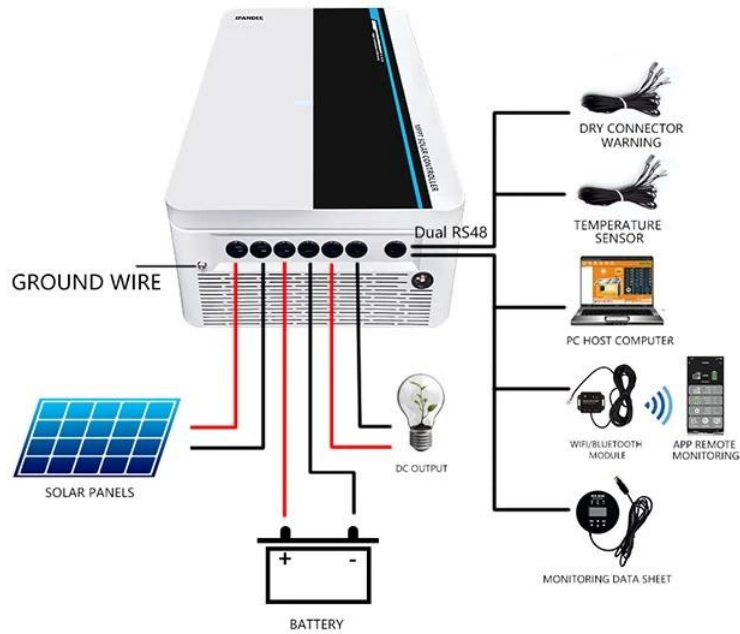 IPANDEE
MPPT SOLAR CONTROLLER
Dual RS48
GROUND WIRE
DRY CONNECTOR
WARNING
TEMPERATURE
SENSOR
PC HOST COMPUTER
WIFI/BLUETOOTH
MODULE
APP REMOTE
MONITORING
MONITORING DATA SHEET
SOLAR PANELS
DC OUTPUT
+ -
BATTERY